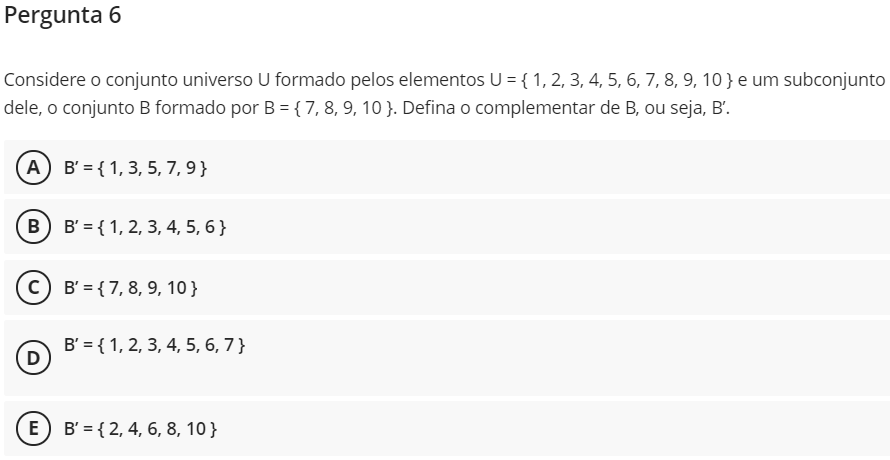 Pergunta 6
Considere o conjunto universo U formado pelos elementos U = { 1, 2, 3, 4, 5, 6, 7, 8, 9, 10 } e um subconjunto
dele, o conjunto B formado por B = { 7, 8, 9, 10 }. Defina o complementar de B, ou seja, B’.
A B’ = { 1, 3, 5, 7, 9 }
B B’ = { 1, 2, 3, 4, 5, 6 }
C B’ = { 7, 8, 9, 10 }
D B’ = { 1, 2, 3, 4, 5, 6, 7 }
E B’ = { 2, 4, 6, 8, 10 }